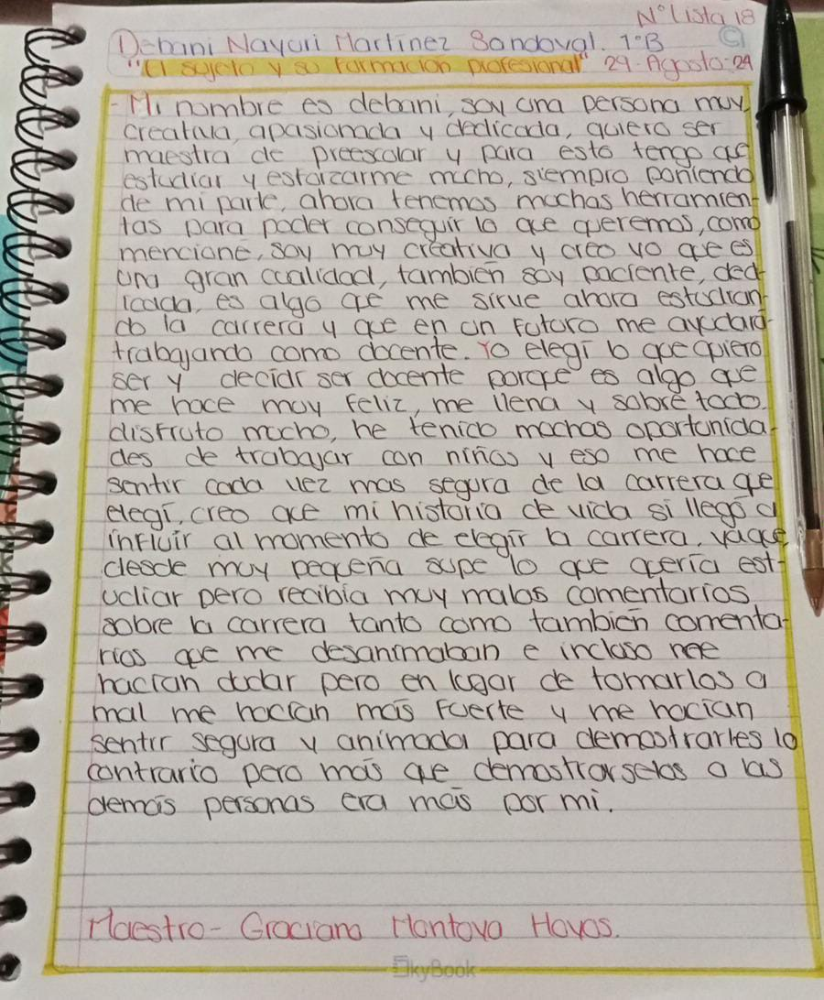 N° Lista 18
Debani Nayuri Martínez Sandoval. 1°B
"El sujeto y su formación profesional" 29-Agosto-24
- Mi nombre es debani, soy una persona muy
creativa, apasionada y dedicada, quiero ser
maestra de preescolar y para esto tengo que
estudiar y esforzarme mucho, siempro poniendo
de mi parte, ahora tenemos muchas herramien-
tas para poder conseguir lo que queremos, como
mencioné, soy muy creativa y creo yo que es
una gran cualidad, también soy paciente, ded-
icada, es algo que me sirve ahora estudian-
do la carrera y que en un futuro me ayudará-
trabajando como docente. Yo elegí lo que quiero
ser y decidí ser docente porque es algo que
me hace muy feliz, me llena y sobre todo
disfruto mucho, he tenido muchas oportunida-
des de trabajar con niños y eso me hace
sentir cada vez mas segura de la carrera que
elegí, creo que mi historia de vida si llegó a
influir al momento de elegir la carrera, ya que
desde muy pequeña supe lo que quería est-
udiar pero recibía muy malos comentarios
sobre la carrera tanto como también comenta-
rios que me desanimaban e incluso me
hacían dudar pero en lugar de tomarlos a
mal me hacían más fuerte y me hacían
sentir segura y animada para demostrarles lo
contrario pero más que demostrarselos a las
demás personas era más por mi.
Maestro- Graciano Montoya Hoyos.
SkyBook